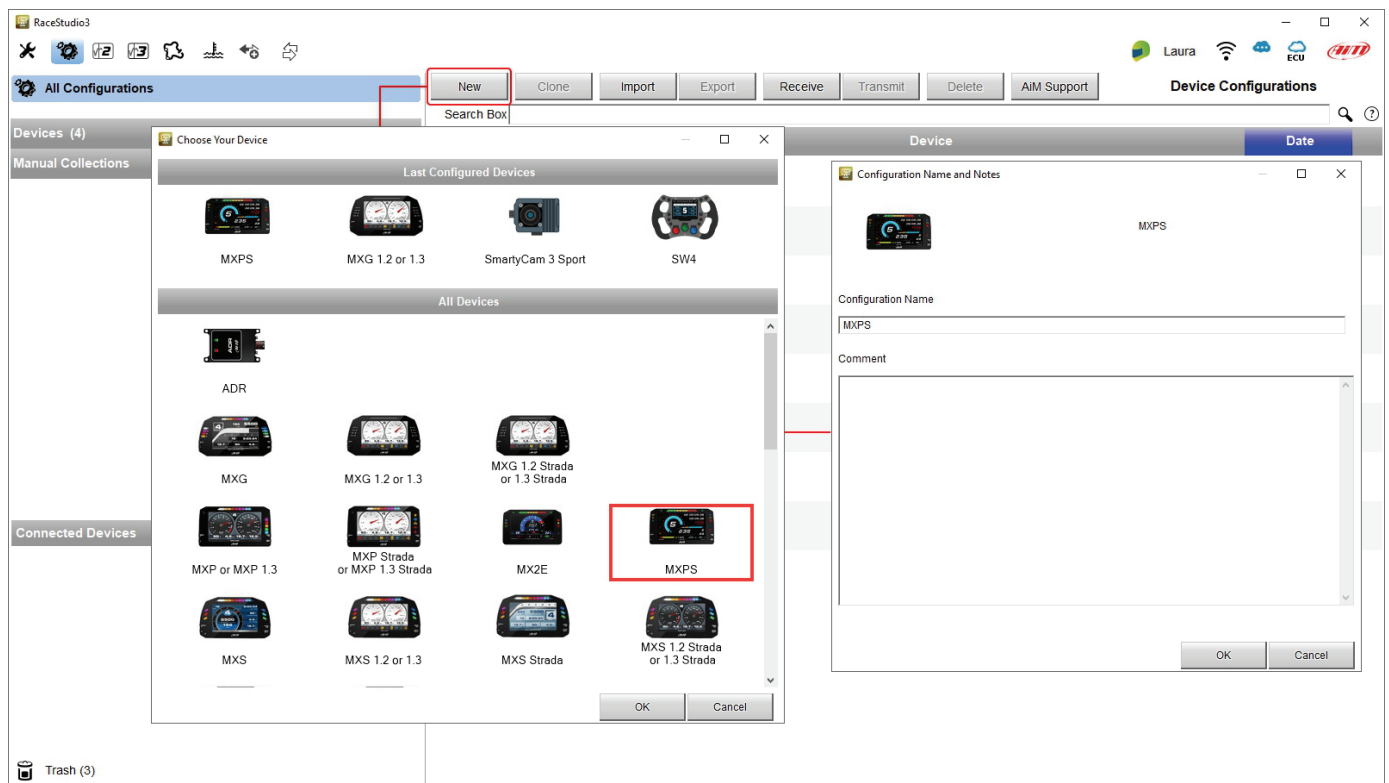 RaceStudio3
Laura
ECU
AiM
All Configurations
New
Clone
Import
Export
Receive
Transmit
Delete
AiM Support
Device Configurations
Search Box
Devices (4)
Device
Date
Manual Collections
Connected Devices
Trash (3)
Choose Your Device
Last Configured Devices
MXPS
MXG 1.2 or 1.3
SmartyCam 3 Sport
SW4
All Devices
ADR
MXG
MXG 1.2 or 1.3
MXG 1.2 Strada
or 1.3 Strada
MXP or MXP 1.3
MXP Strada
or MXP 1.3 Strada
MX2E
MXPS
MXS
MXS 1.2 or 1.3
MXS Strada
MXS 1.2 Strada
or 1.3 Strada
OK
Cancel
Configuration Name and Notes
MXPS
Configuration Name
MXPS
Comment
OK
Cancel